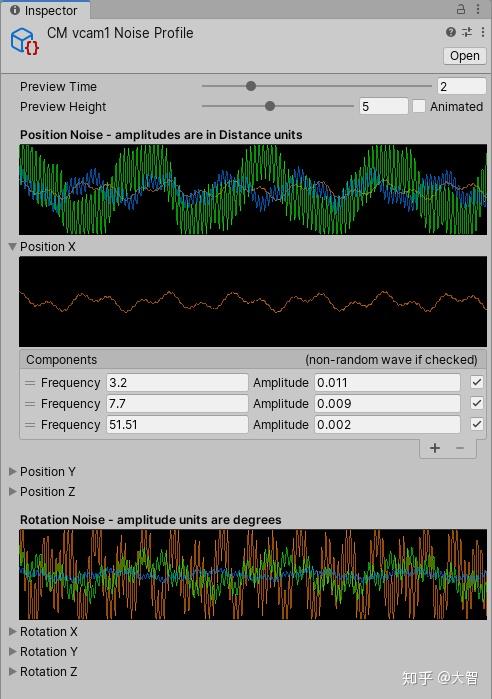 Inspector
CM vcam1 Noise Profile
Open
Preview Time 2
Preview Height 5 Animated
Position Noise - amplitudes are in Distance units
Position X
Components (non-random wave if checked)
Frequency 3.2 Amplitude 0.011
Frequency 7.7 Amplitude 0.009
Frequency 51.51 Amplitude 0.002
Position Y
Position Z
Rotation Noise - amplitude units are degrees
Rotation X
Rotation Y
Rotation Z
知乎 @大智